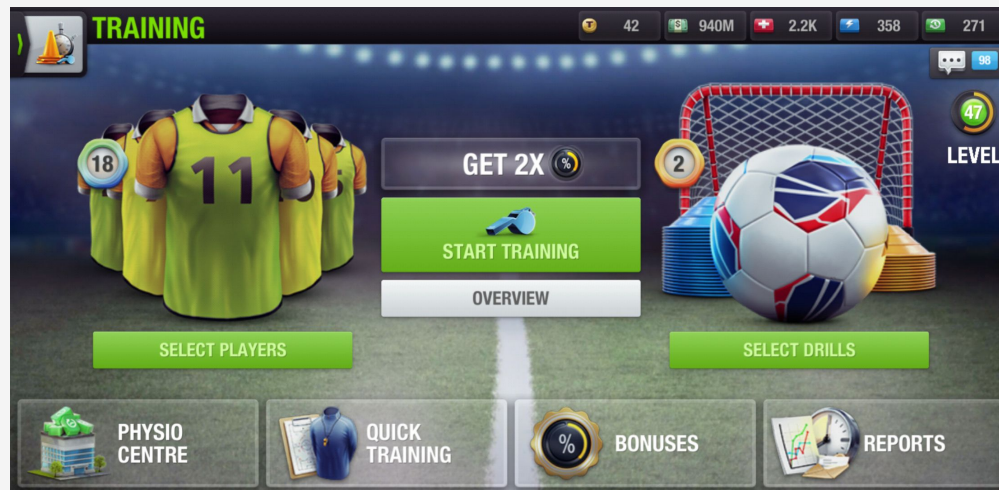 TRAINING
T 42
$ 940M
2.2K
358
271
98
18
11
GET 2X %
2
47
LEVEL
START TRAINING
OVERVIEW
SELECT PLAYERS
SELECT DRILLS
PHYSIO
CENTRE
QUICK
TRAINING
%
BONUSES
REPORTS